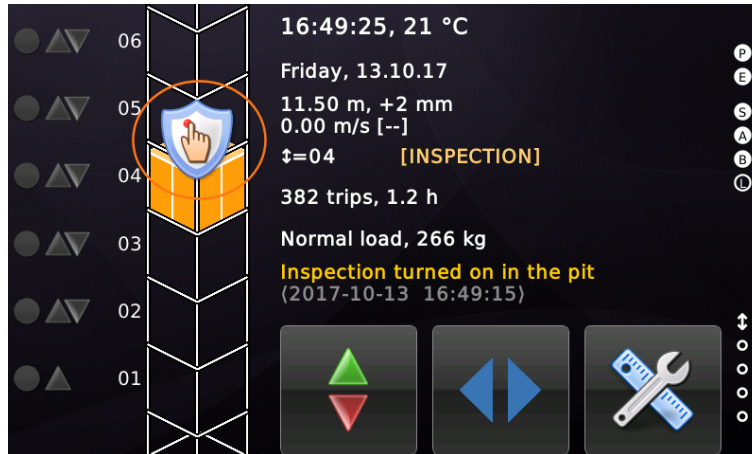 06
05
04
03
02
01
16:49:25, 21 °C
Friday, 13.10.17
11.50 m, +2 mm
0.00 m/s [--]
↕=04 [INSPECTION]
382 trips, 1.2 h
Normal load, 266 kg
Inspection turned on in the pit
⟨2017-10-13 16:49:15⟩
P
E
S
A
B
L